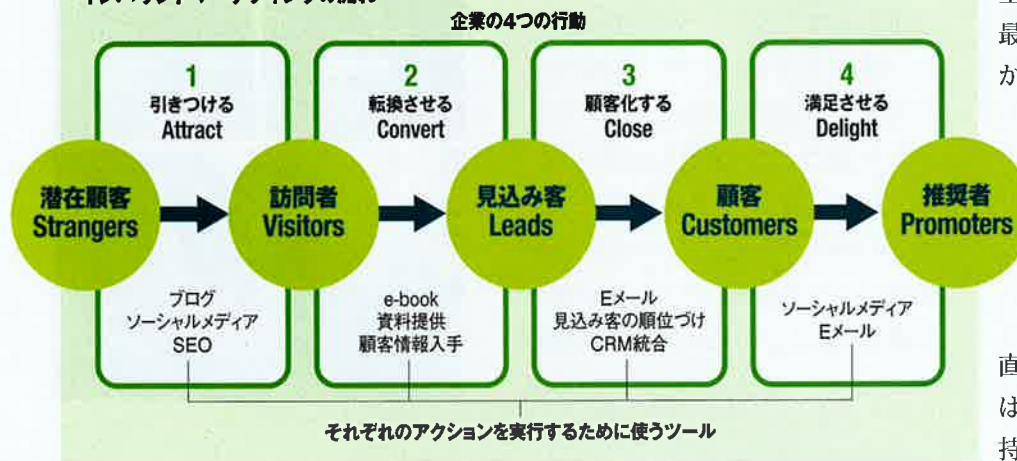 企業の4つの行動
1
引きつける
Attract
2
転換させる
Convert
3
顧客化する
Close
4
満足させる
Delight
潜在顧客
Strangers
訪問者
Visitors
見込み客
Leads
顧客
Customers
推奨者
Promoters
ブログ
ソーシャルメディア
SEO
e-book
資料提供
顧客情報入手
Eメール
見込み客の順位づけ
CRM統合
ソーシャルメディア
Eメール
それぞれのアクションを実行するために使うツール
最
か
直
は
持